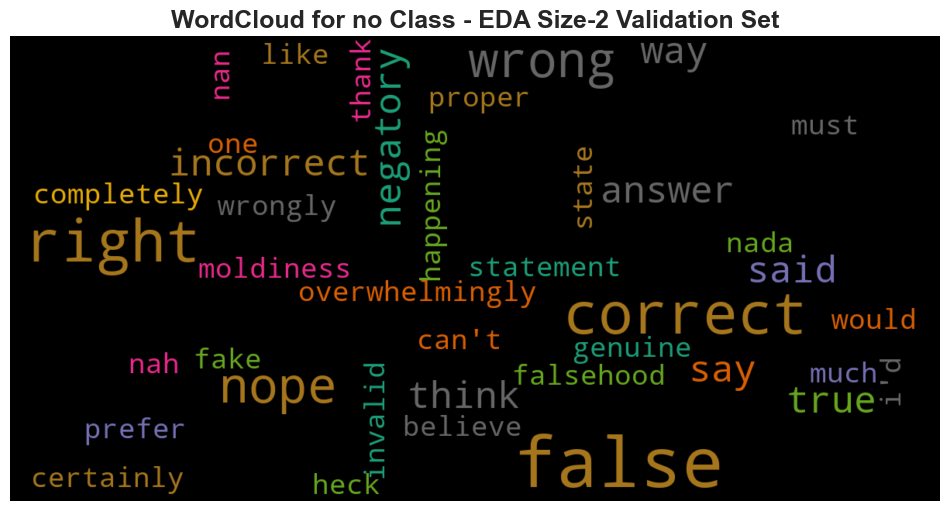 WordCloud for no Class - EDA Size-2 Validation Set
nan
like
thank
negatory
wrong
way
proper
must
one
incorrect
happening
state
answer
completely
wrongly
right
moldiness
statement
nada
said
overwhelmingly
correct
would
can't
genuine
nah
fake
nope
invalid
think
falsehood
say
much
i'd
true
prefer
believe
certainly
heck
false